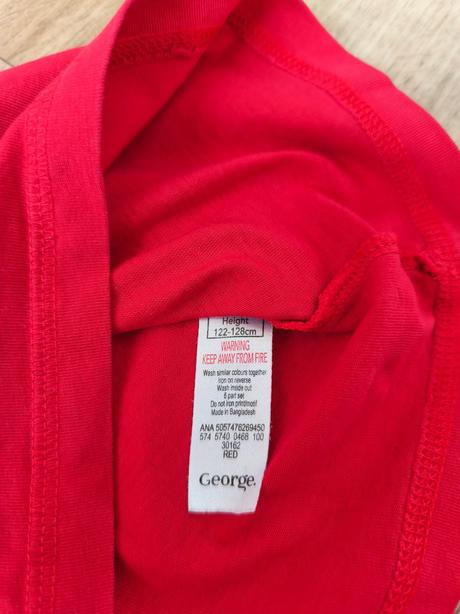 Height
122-128cm
WARNING
KEEP AWAY FROM FIRE
Wash similar colours together
Iron on reverse
Wash inside out
6 part set
Do not iron print/motif
Made in Bangladesh
ANA 5057476269450
574 5740 0468 100
30162
RED
George.